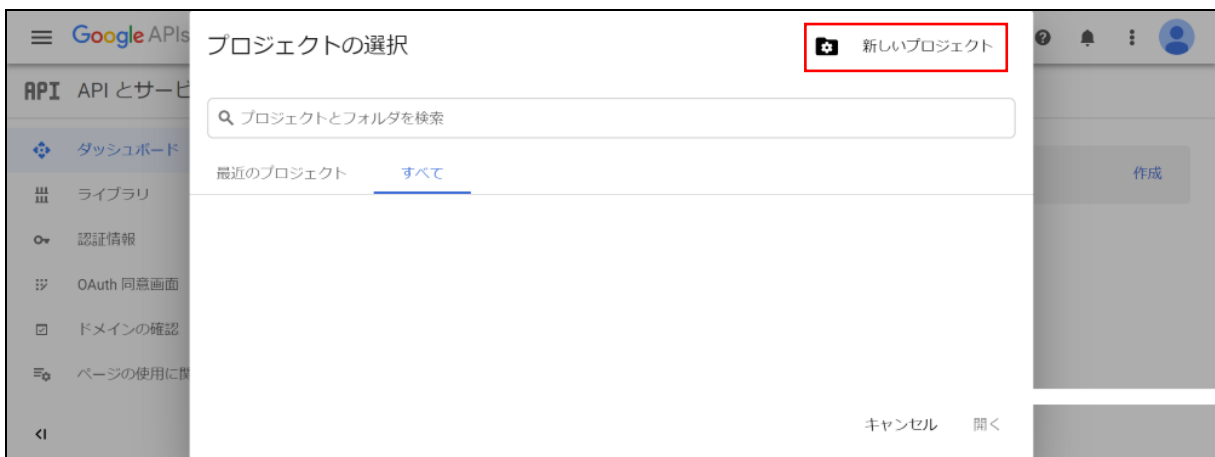 Google APIs
プロジェクトの選択
新しいプロジェクト
API API とサービ
プロジェクトとフォルダを検索
ダッシュボード
最近のプロジェクト すべて
作成
ライブラリ
認証情報
OAuth 同意画面
ドメインの確認
ページの使用に関
キャンセル 開く